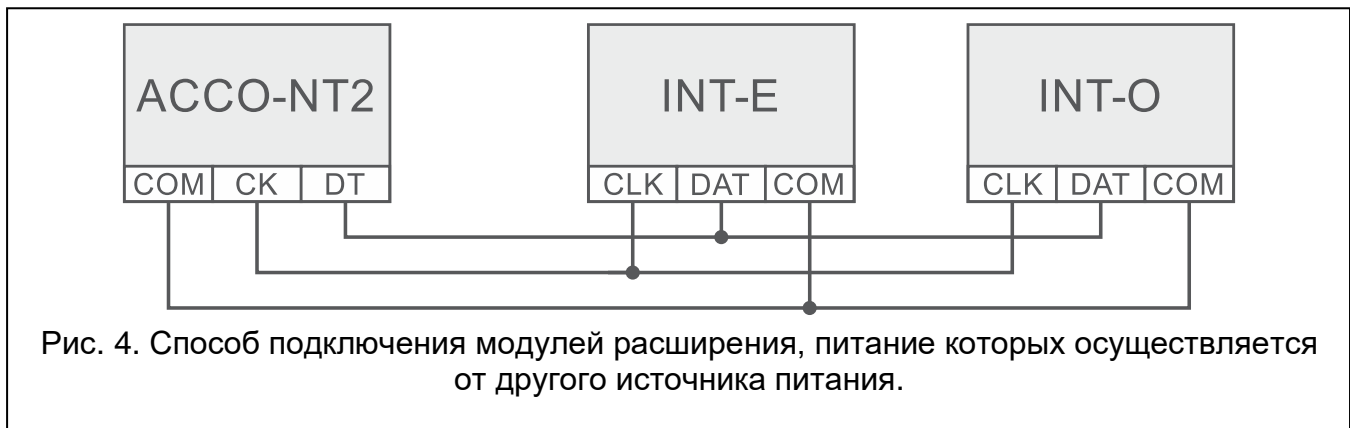 ACCO-NT2 INT-E INT-O
COM CK DT CLK DAT COM CLK DAT COM
Рис. 4. Способ подключения модулей расширения, питание которых осуществляется
от другого источника питания.